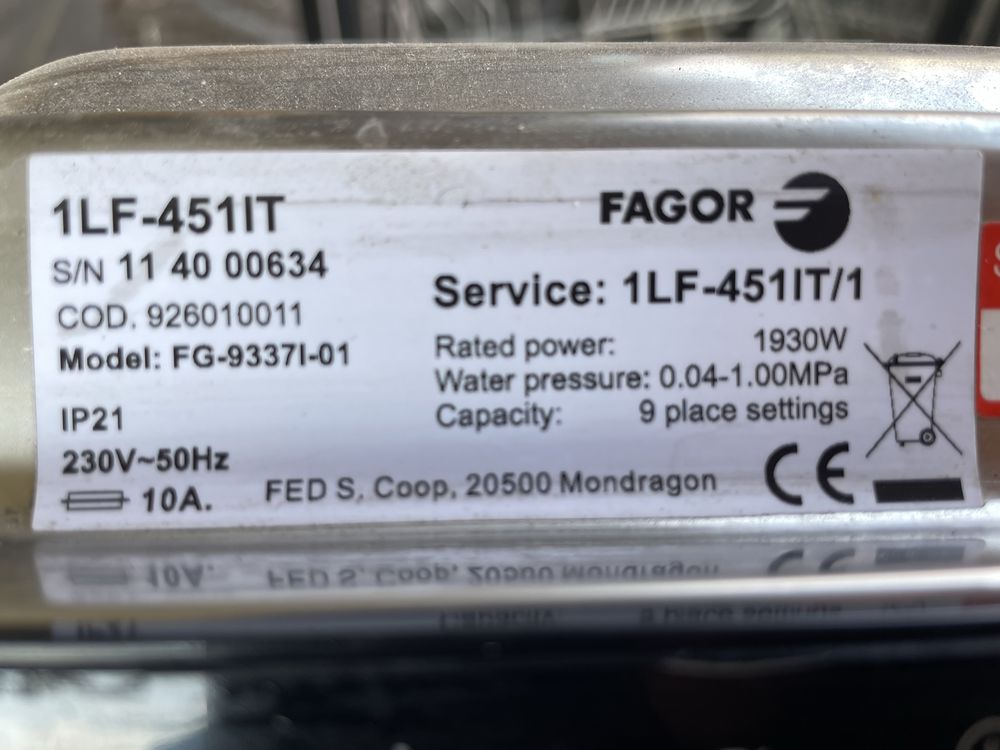 1LF-451IT
S/N 11 40 00634
COD. 926010011
Model: FG-9337I-01
IP21
230V~50Hz
10A.
FAGOR
Service: 1LF-451IT/1
Rated power: 1930W
Water pressure: 0.04-1.00MPa
Capacity: 9 place settings
FED S. Coop. 20500 Mondragon
CE